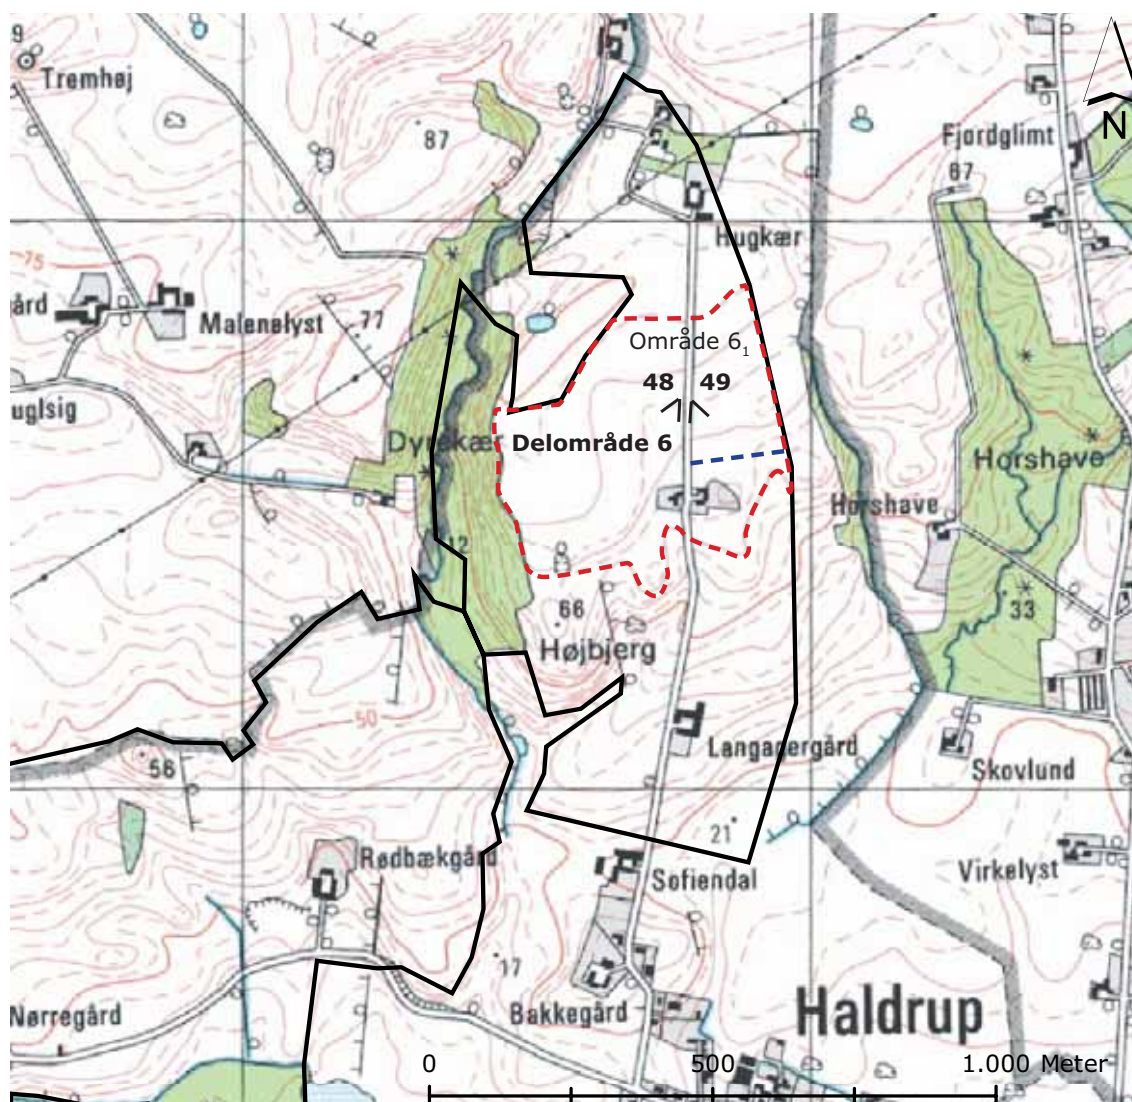 9
Tremhøj
87
Fjordglimt
N
67
Hugkær
75
ård
Malenelyst
77
Område 6₁
48 49
uglsig
Dyrekær
Delområde 6
Horshave
Horshave
12
66
33
Højbjerg
50
Langagergård
56
Skovlund
21
Rødbækgård
Sofiendal
Virkelyst
17
Nørregård
Bakkegård
Haldrup
0 500 1.000 Meter